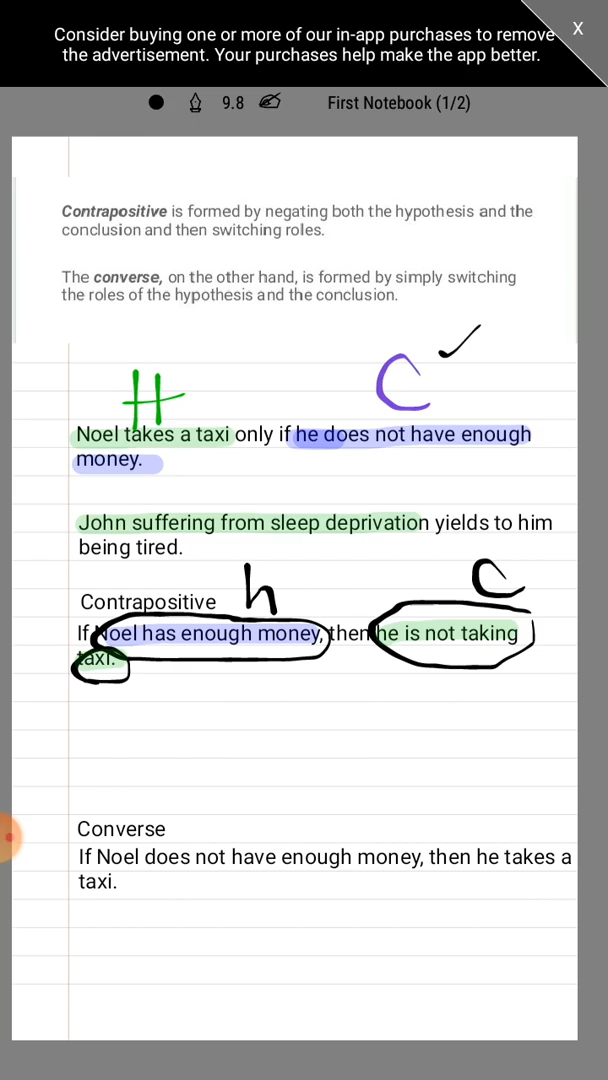 Consider buying one or more of our in-app purchases to remove
the advertisement. Your purchases help make the app better.
X
9.8 First Notebook (1/2)
Contrapositive is formed by negating both the hypothesis and the
conclusion and then switching roles.
The converse, on the other hand, is formed by simply switching
the roles of the hypothesis and the conclusion.
H C
Noel takes a taxi only if he does not have enough
money.
John suffering from sleep deprivation yields to him
being tired.
Contrapositive h C
If Noel has enough money, then he is not taking
taxi.
Converse
If Noel does not have enough money, then he takes a
taxi.